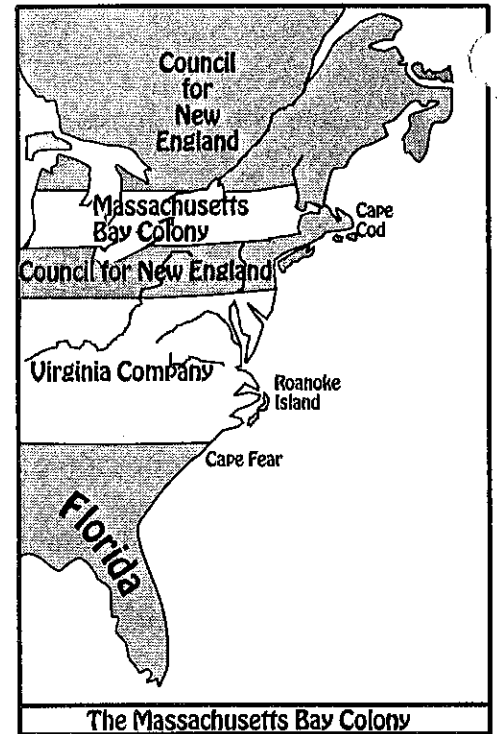 Council
for
New
England
Massachusetts
Bay Colony
Cape
Cod
Council for New England
Virginia Company
Roanoke
Island
Cape Fear
Florida
The Massachusetts Bay Colony